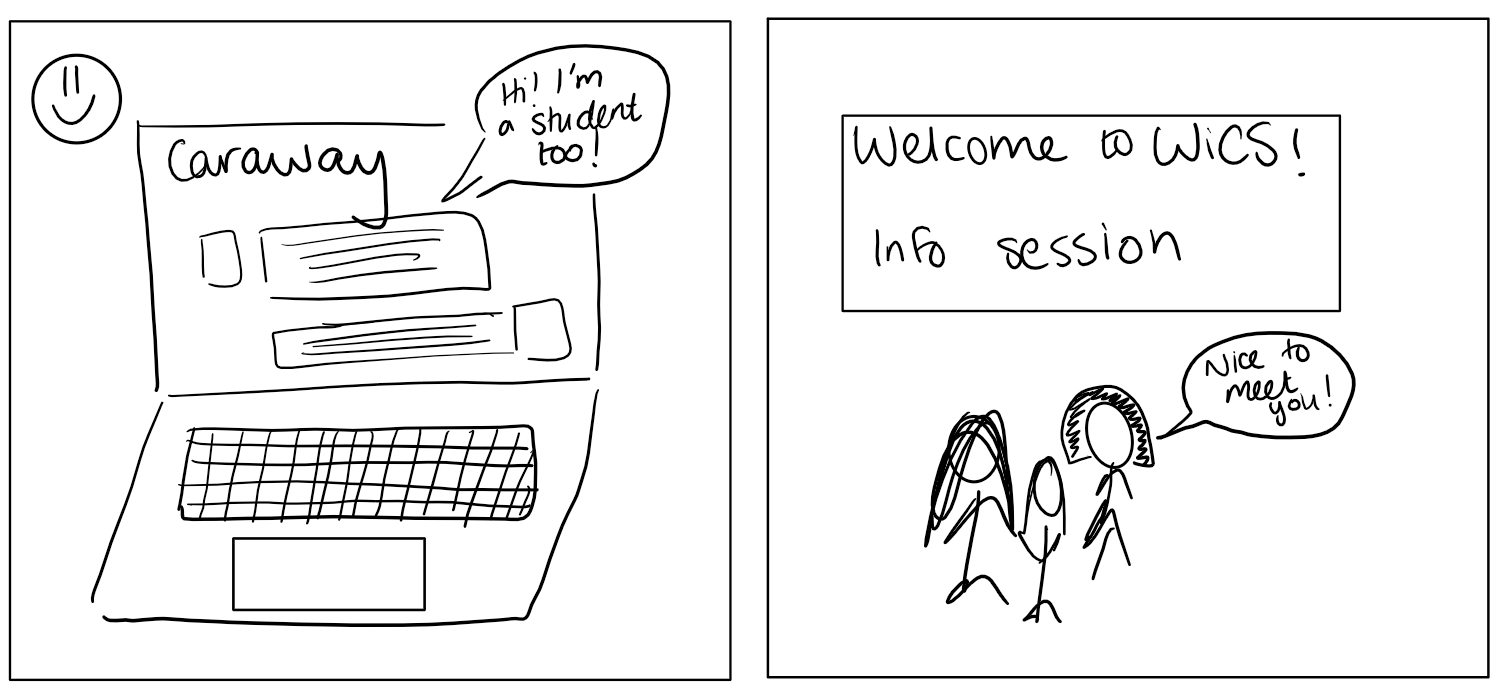 Caraway
Hi! I'm
a student
too!
Welcome to WiCS!
Info session
Nice to
meet
you!